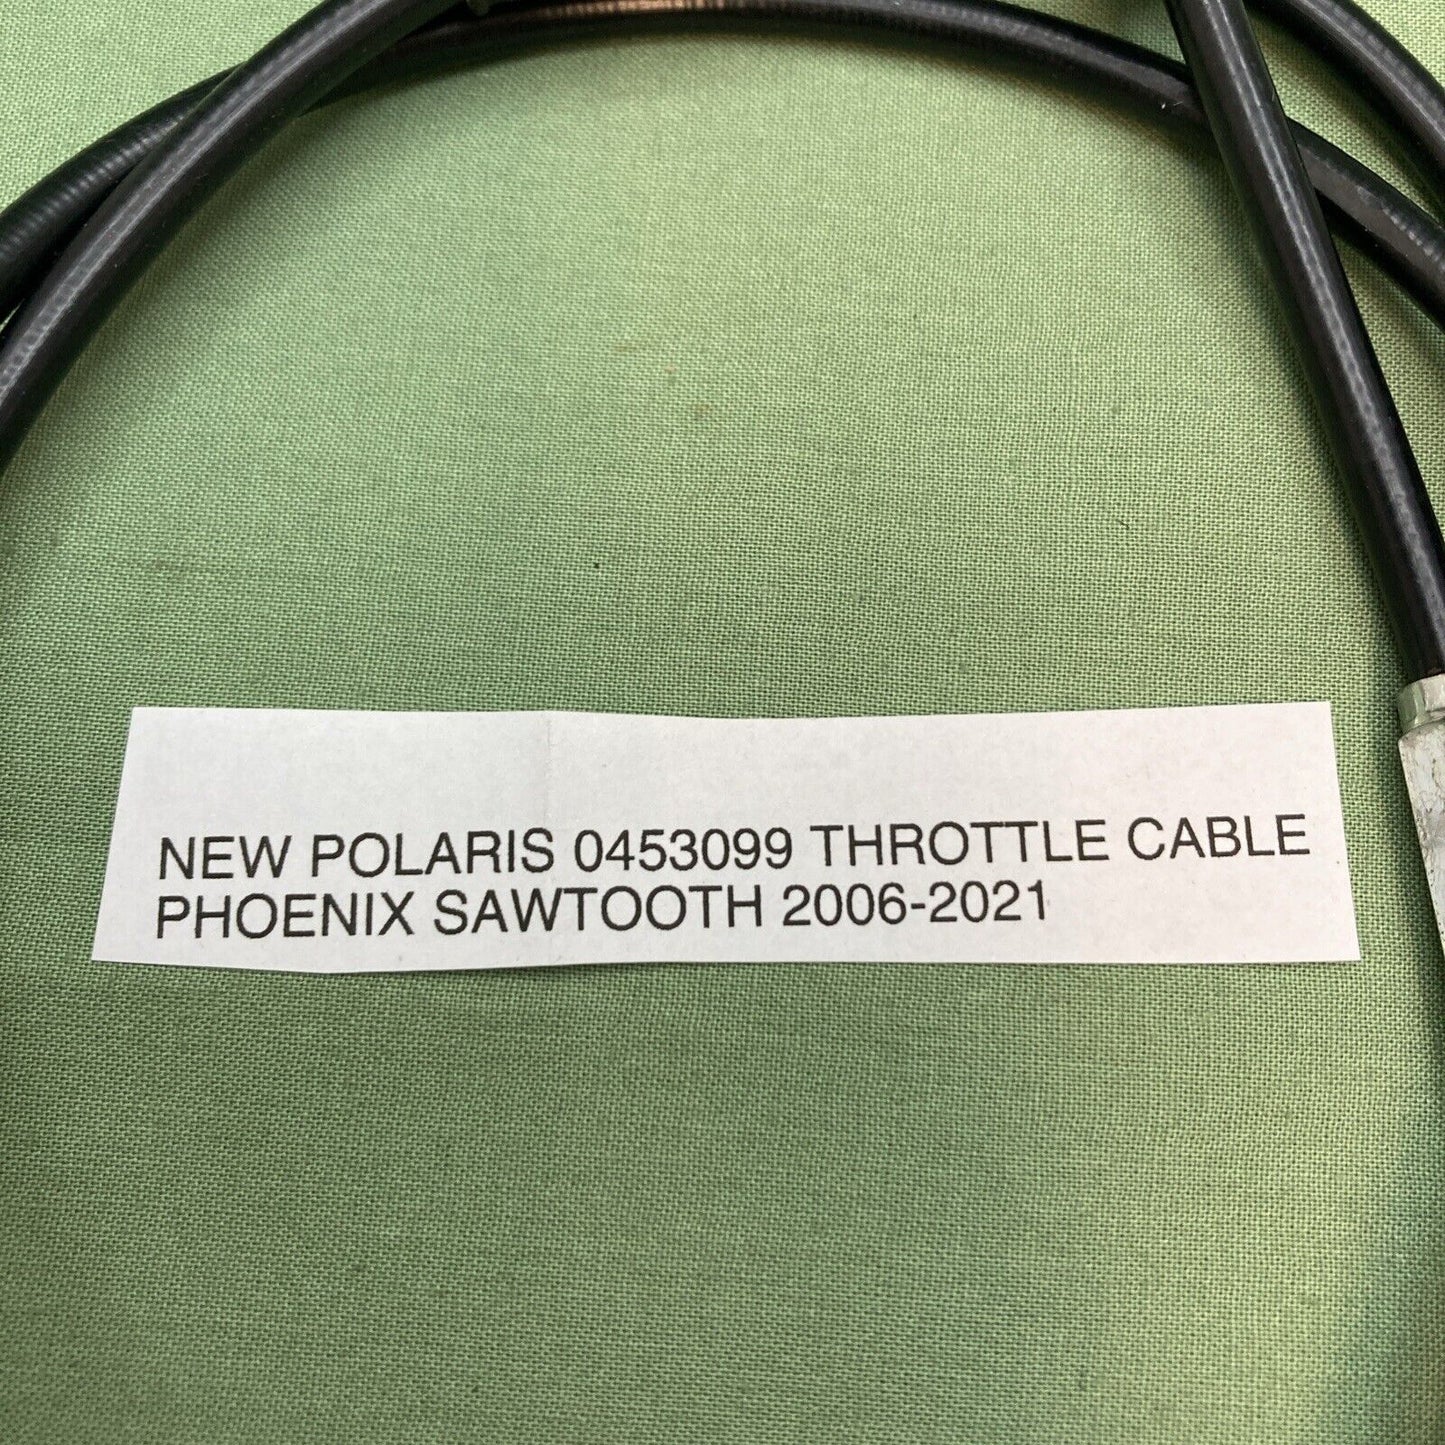 NEW POLARIS 0453099 THROTTLE CABLE
PHOENIX SAWTOOTH 2006-2021